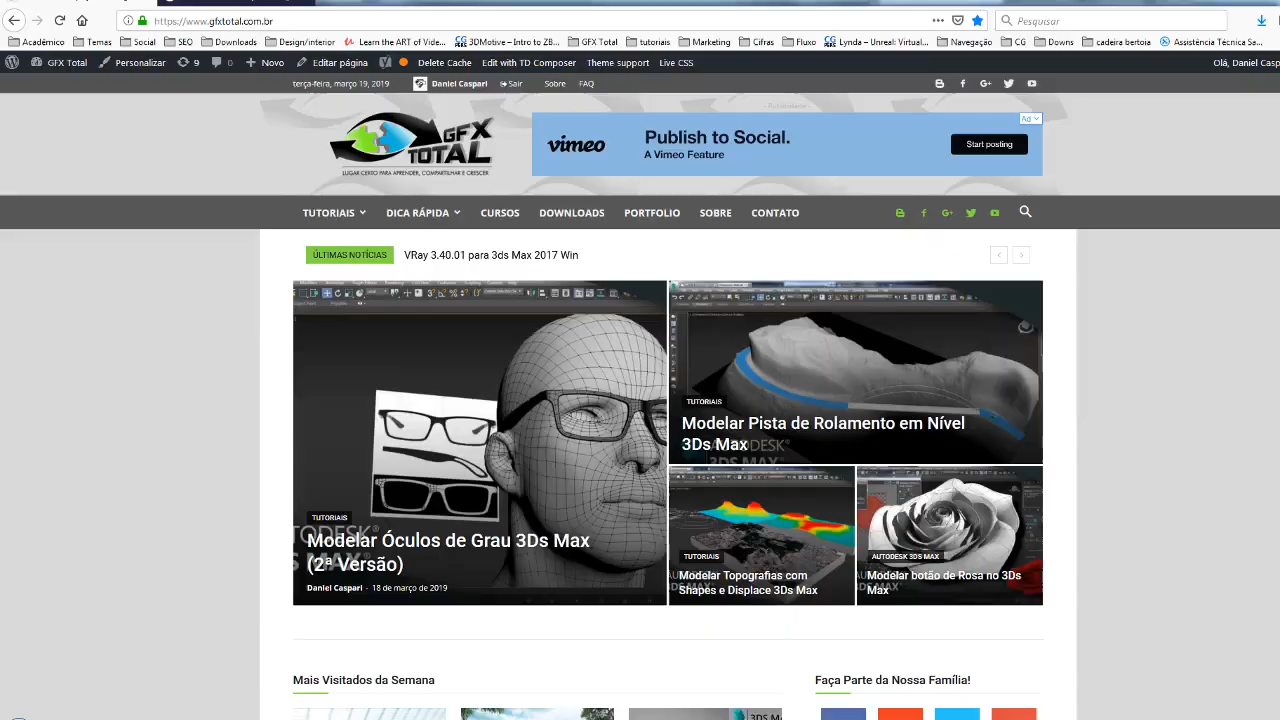 https://www.gfxtotal.com.br
Pesquisar
Acadêmico
Temas
Social
SEO
Downloads
Design/interior
Learn the ART of Vide...
3DMotive – Intro to ZB...
GFX Total
tutoriais
Marketing
Cifras
Fluxo
Lynda – Unreal: Virtual...
Navegação
CG
Downs
cadeira bertoia
Assistência Técnica Sa...
GFX Total
Personalizar
9
0
Novo
Editar página
Delete Cache
Edit with TD Composer
Theme support
Live CSS
Olá, Daniel Casp
terça-feira, março 19, 2019
Daniel Caspari
Sair
Sobre
FAQ
GFX
TOTAL
LUGAR CERTO PARA APRENDER, COMPARTILHAR E CRESCER
- Publicidade -
Ad
vimeo
Publish to Social.
A Vimeo Feature
Start posting
TUTORIAIS
DICA RÁPIDA
CURSOS
DOWNLOADS
PORTFOLIO
SOBRE
CONTATO
ÚLTIMAS NOTÍCIAS
VRay 3.40.01 para 3ds Max 2017 Win
TUTORIAIS
Modelar Óculos de Grau 3Ds Max
(2ª Versão)
Daniel Caspari - 18 de março de 2019
TUTORIAIS
Modelar Pista de Rolamento em Nível
3Ds Max
TUTORIAIS
Modelar Topografias com
Shapes e Displace 3Ds Max
AUTODESK 3DS MAX
Modelar botão de Rosa no 3Ds
Max
Mais Visitados da Semana
Faça Parte da Nossa Família!